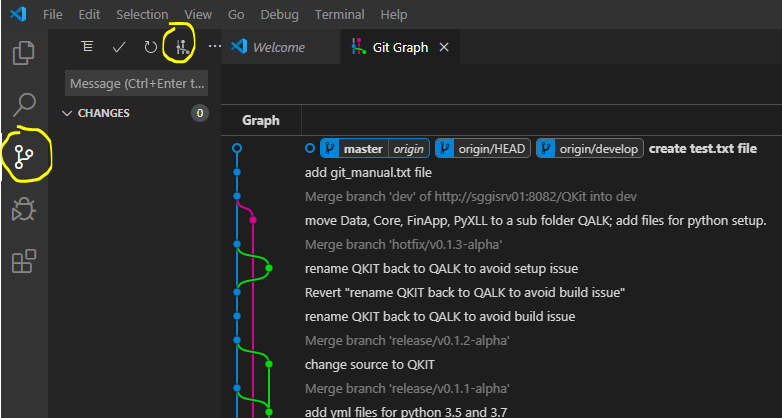 File Edit Selection View Go Debug Terminal Help
Welcome Git Graph
Message (Ctrl+Enter t...
CHANGES 0
Graph
master origin origin/HEAD origin/develop create test.txt file
add git_manual.txt file
Merge branch 'dev' of http://sggisrv01:8082/QKit into dev
move Data, Core, FinApp, PyXLL to a sub folder QALK; add files for python setup.
Merge branch 'hotfix/v0.1.3-alpha'
rename QKIT back to QALK to avoid setup issue
Revert "rename QKIT back to QALK to avoid build issue"
rename QKIT back to QALK to avoid build issue
Merge branch 'release/v0.1.2-alpha'
change source to QKIT
Merge branch 'release/v0.1.1-alpha'
add yml files for python 3.5 and 3.7